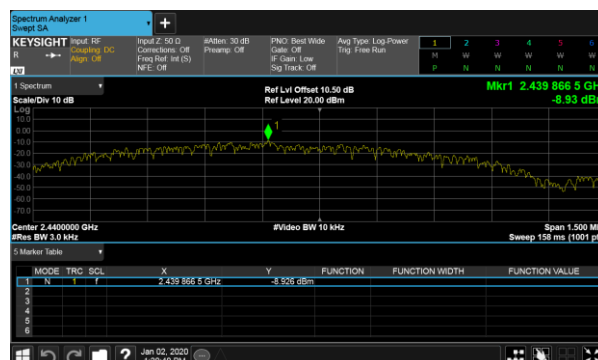 Spectrum Analyzer 1
Swept SA
+
KEYSIGHT Input: RF Input Z: 50 Ω #Atten: 30 dB PNO: Best Wide Avg Type: Log-Power 1 2 3 4 5 6
R Coupling: DC Corrections: Off Preamp: Off Gate: Off Trig: Free Run M W W W W W
Align: Off Freq Ref: Int (S) IF Gain: Low
NFE: Off Sig Track: Off P N N N N N
LXI
1 Spectrum Ref Lvl Offset 10.50 dB Mkr1 2.439 866 5 GH
Scale/Div 10 dB Ref Level 20.00 dBm -8.93 dB
Log
10.0
0.00
-10.0
-20.0
-30.0
-40.0
-50.0
-60.0
-70.0
1
Center 2.4400000 GHz #Video BW 10 kHz Span 1.500 M
#Res BW 3.0 kHz Sweep 158 ms (1001 pt
5 Marker Table
MODE TRC SCL X Y FUNCTION FUNCTION WIDTH FUNCTION VALUE
1 N 1 f 2.439 866 5 GHz -8.926 dBm
2
3
4
5
6
? Jan 02, 2020